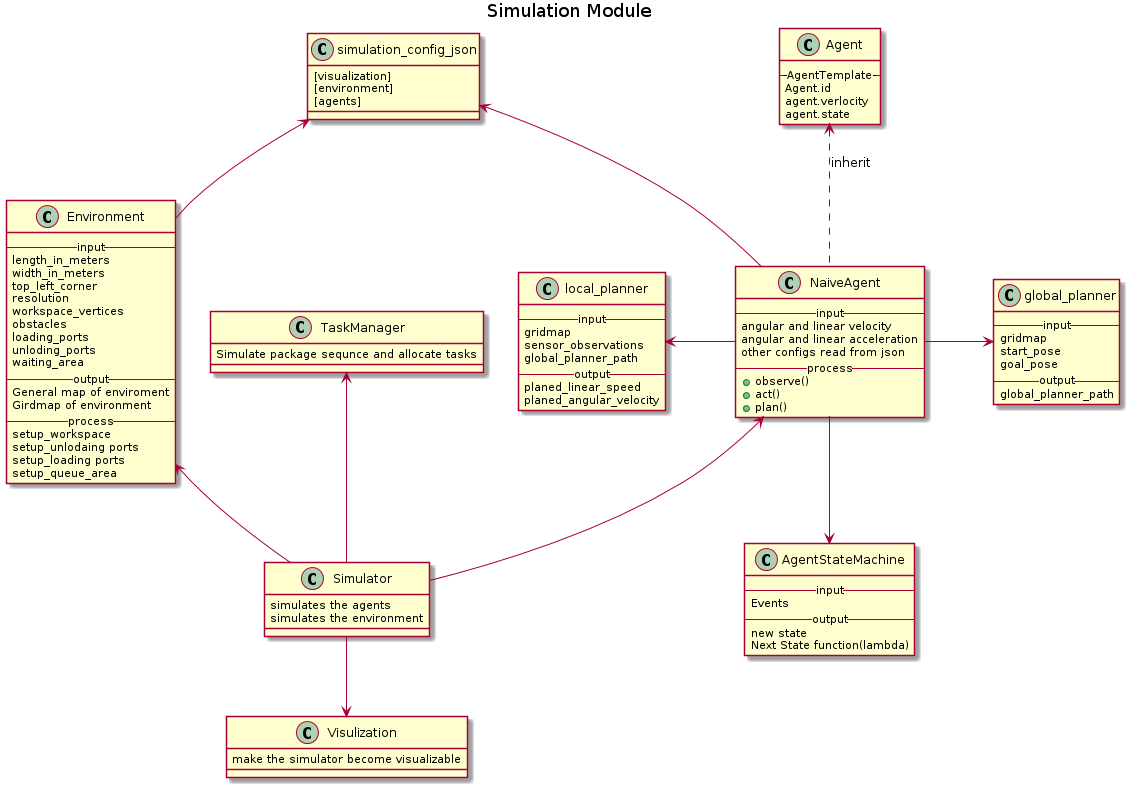 Simulation Module
C simulation_config_json
[visualization]
[environment]
[agents]
C Agent
AgentTemplate
Agent.id
agent.verlocity
agent.state
inherit
C Environment
input
length_in_meters
width_in_meters
top_left_corner
resolution
workspace_vertices
obstacles
loading_ports
unloding_ports
waiting_area
output
General map of enviroment
Girdmap of environment
process
setup_workspace
setup_unlodaing ports
setup_loading ports
setup_queue_area
C TaskManager
Simulate package sequnce and allocate tasks
C local_planner
input
gridmap
sensor_observations
global_planner_path
output
planed_linear_speed
planed_angular_velocity
C NaiveAgent
input
angular and linear velocity
angular and linear acceleration
other configs read from json
process
observe()
act()
plan()
C global_planner
input
gridmap
start_pose
goal_pose
output
global_planner_path
C Simulator
simulates the agents
simulates the environment
C AgentStateMachine
input
Events
output
new state
Next State function(lambda)
C Visulization
make the simulator become visualizable